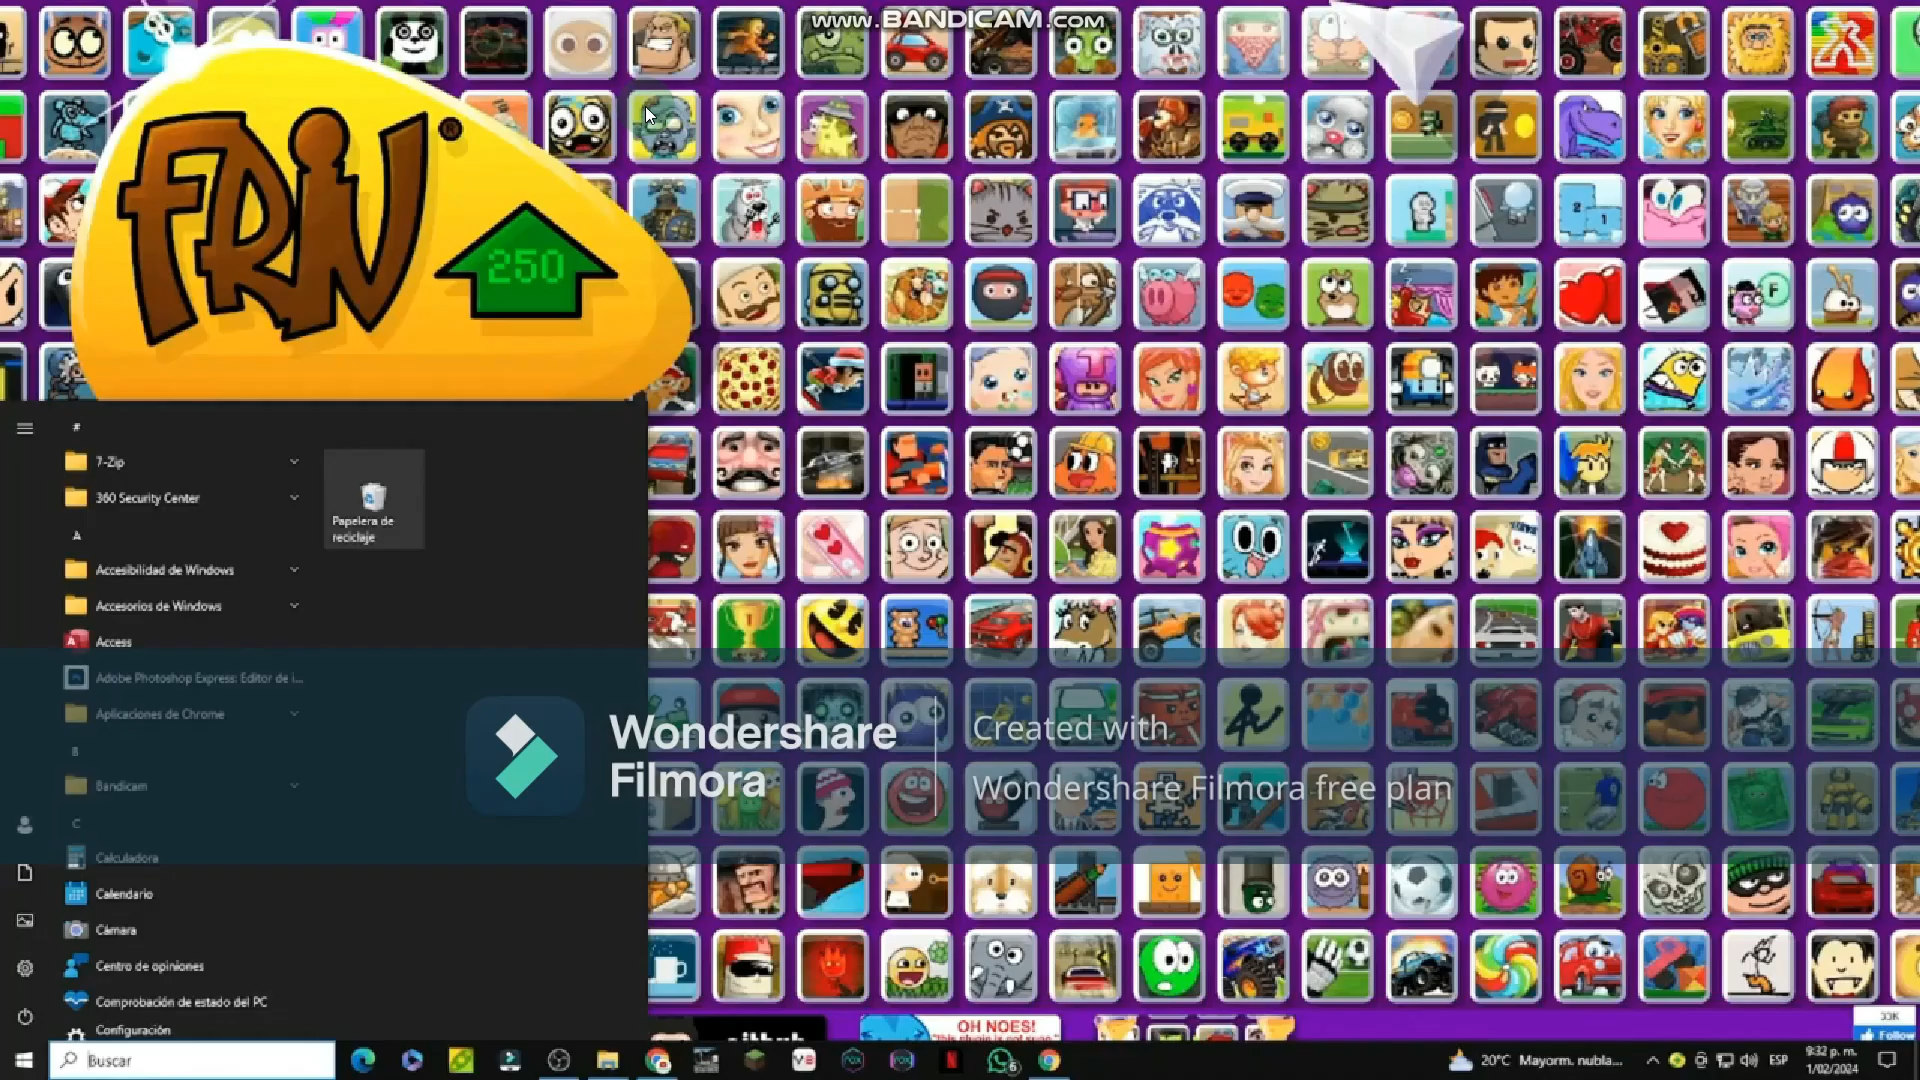 www.BANDICAM.com
FRIV®
250
#
7-Zip
360 Security Center
Papelera de
reciclaje
A
Accesibilidad de Windows
Accesorios de Windows
Access
Adobe Photoshop Express: Editor de i...
Aplicaciones de Chrome
B
Bandicam
C
Calculadora
Calendario
Cámara
Centro de opiniones
Comprobación de estado del PC
Configuración
Wondershare
Filmora
Created with
Wondershare Filmora free plan
OH NOES!
33K
Follow
Buscar
20°C Mayorm. nubla...
ESP
9:32 p. m.
1/02/2024